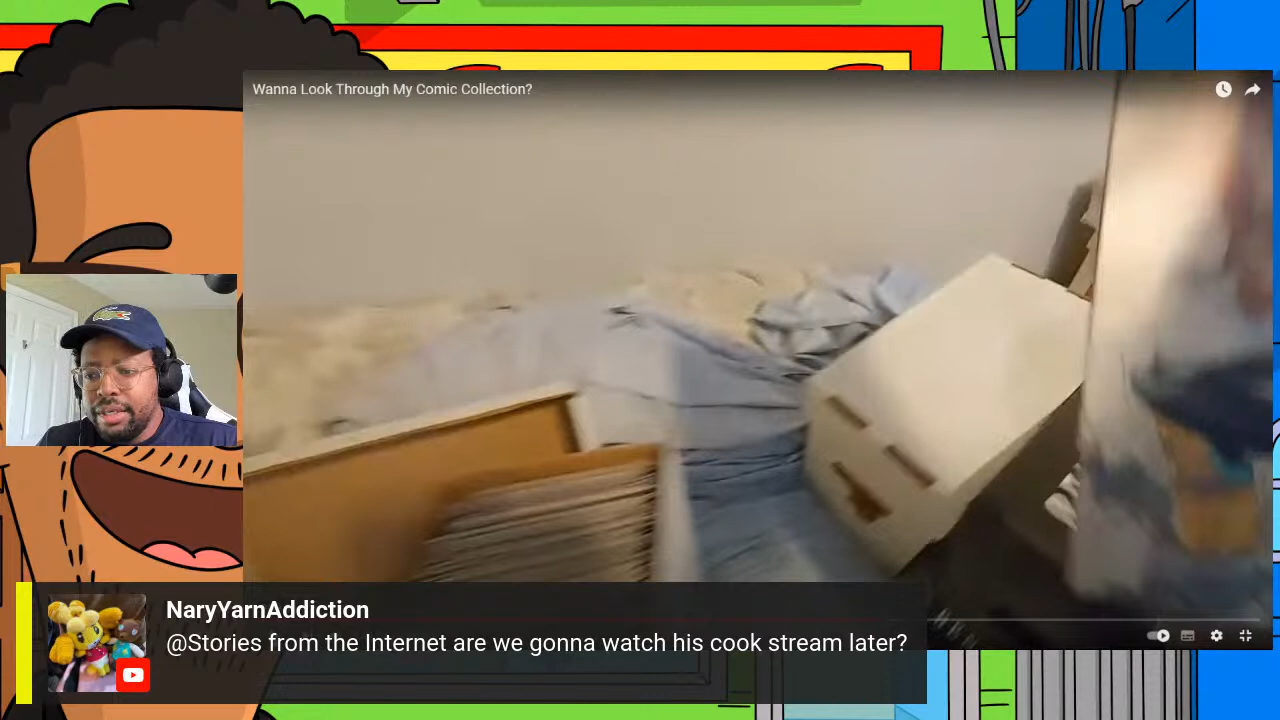 Wanna Look Through My Comic Collection?
NaryYarnAddiction
@Stories from the Internet are we gonna watch his cook stream later?